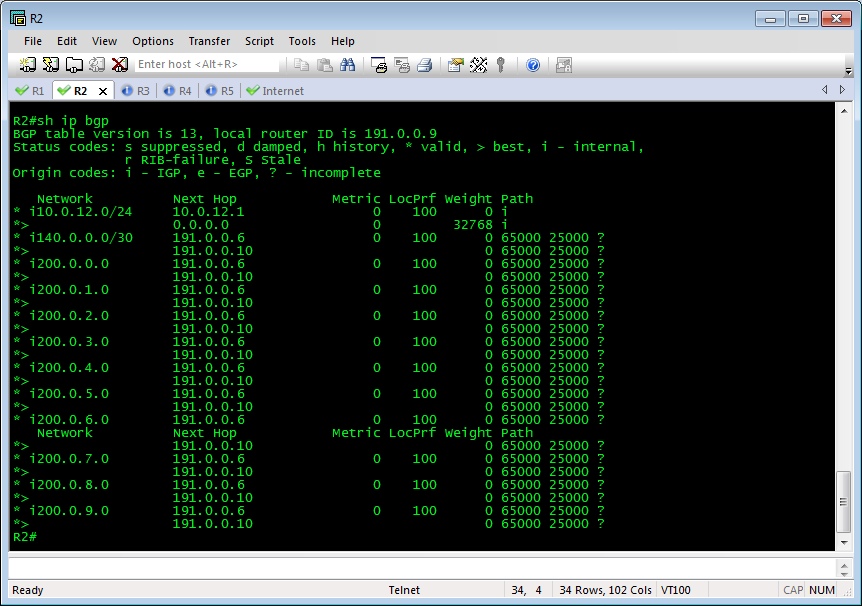 R2
File Edit View Options Transfer Script Tools Help
Enter host <Alt+R>
R1 R2 x R3 R4 R5 Internet
R2#sh ip bgp
BGP table version is 13, local router ID is 191.0.0.9
Status codes: s suppressed, d damped, h history, * valid, > best, i - internal,
              r RIB-failure, S Stale
Origin codes: i - IGP, e - EGP, ? - incomplete
   Network          Next Hop            Metric LocPrf Weight Path
* i10.0.12.0/24     10.0.12.1                0    100      0 i
*>                  0.0.0.0                  0         32768 i
* i140.0.0.0/30     191.0.0.6                0    100      0 65000 25000 ?
*>                  191.0.0.10                             0 65000 25000 ?
* i200.0.0.0        191.0.0.6                0    100      0 65000 25000 ?
*>                  191.0.0.10                             0 65000 25000 ?
* i200.0.1.0        191.0.0.6                0    100      0 65000 25000 ?
*>                  191.0.0.10                             0 65000 25000 ?
* i200.0.2.0        191.0.0.6                0    100      0 65000 25000 ?
*>                  191.0.0.10                             0 65000 25000 ?
* i200.0.3.0        191.0.0.6                0    100      0 65000 25000 ?
*>                  191.0.0.10                             0 65000 25000 ?
* i200.0.4.0        191.0.0.6                0    100      0 65000 25000 ?
*>                  191.0.0.10                             0 65000 25000 ?
* i200.0.5.0        191.0.0.6                0    100      0 65000 25000 ?
*>                  191.0.0.10                             0 65000 25000 ?
* i200.0.6.0        191.0.0.6                0    100      0 65000 25000 ?
   Network          Next Hop            Metric LocPrf Weight Path
*>                  191.0.0.10                             0 65000 25000 ?
* i200.0.7.0        191.0.0.6                0    100      0 65000 25000 ?
*>                  191.0.0.10                             0 65000 25000 ?
* i200.0.8.0        191.0.0.6                0    100      0 65000 25000 ?
*>                  191.0.0.10                             0 65000 25000 ?
* i200.0.9.0        191.0.0.6                0    100      0 65000 25000 ?
*>                  191.0.0.10                             0 65000 25000 ?
R2#
Ready Telnet 34, 4 34 Rows, 102 Cols VT100 CAP NUM